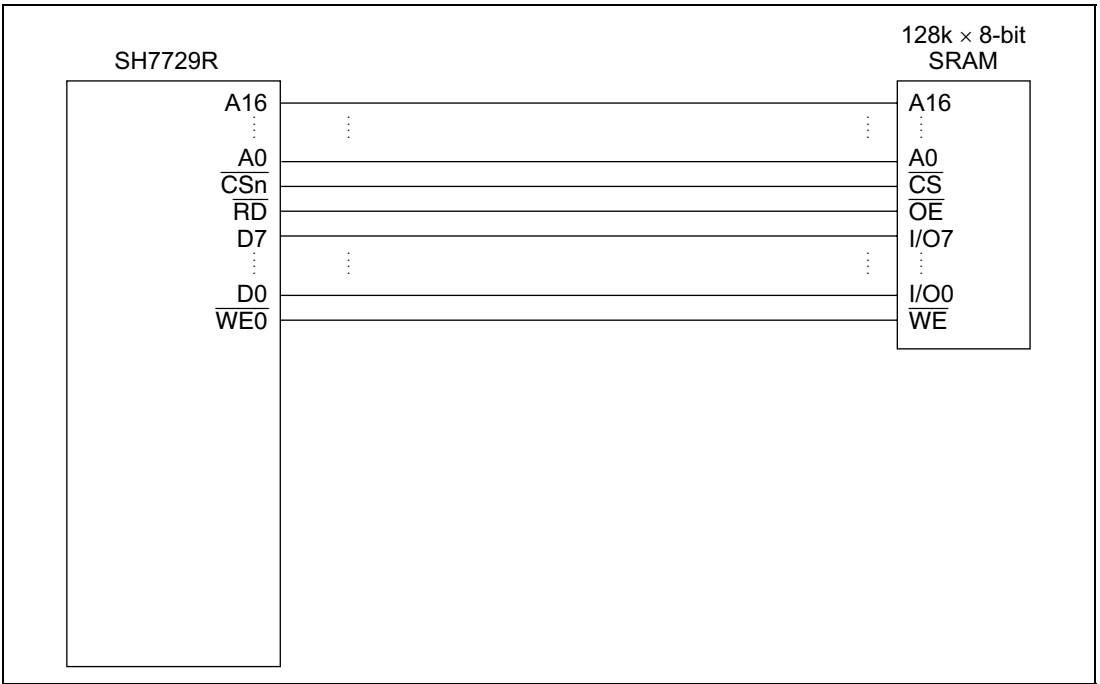 SH7729R
128k × 8-bit
SRAM
A16 A16
A0 A0
CSn CS
RD OE
D7 I/O7
D0 I/O0
WE0 WE